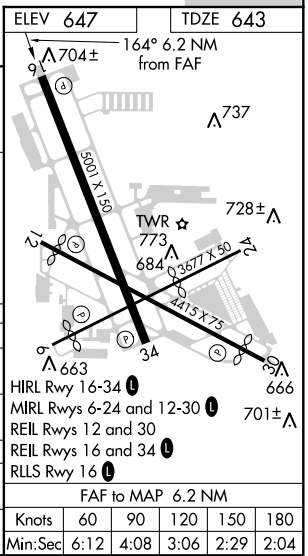 ELEV 647
TDZE 643
164° 6.2 NM
from FAF
16
704±
P
737
5001 X 150
TWR
773
728±
684
24
3677 X 50
12
P
4415 X 75
6
663
P
34
P
30
666
HIRL Rwy 16-34 L
MIRL Rwys 6-24 and 12-30 L
701±
REIL Rwys 12 and 30
REIL Rwys 16 and 34 L
RLLS Rwy 16 L
FAF to MAP 6.2 NM
Knots 60 90 120 150 180
Min:Sec 6:12 4:08 3:06 2:29 2:04